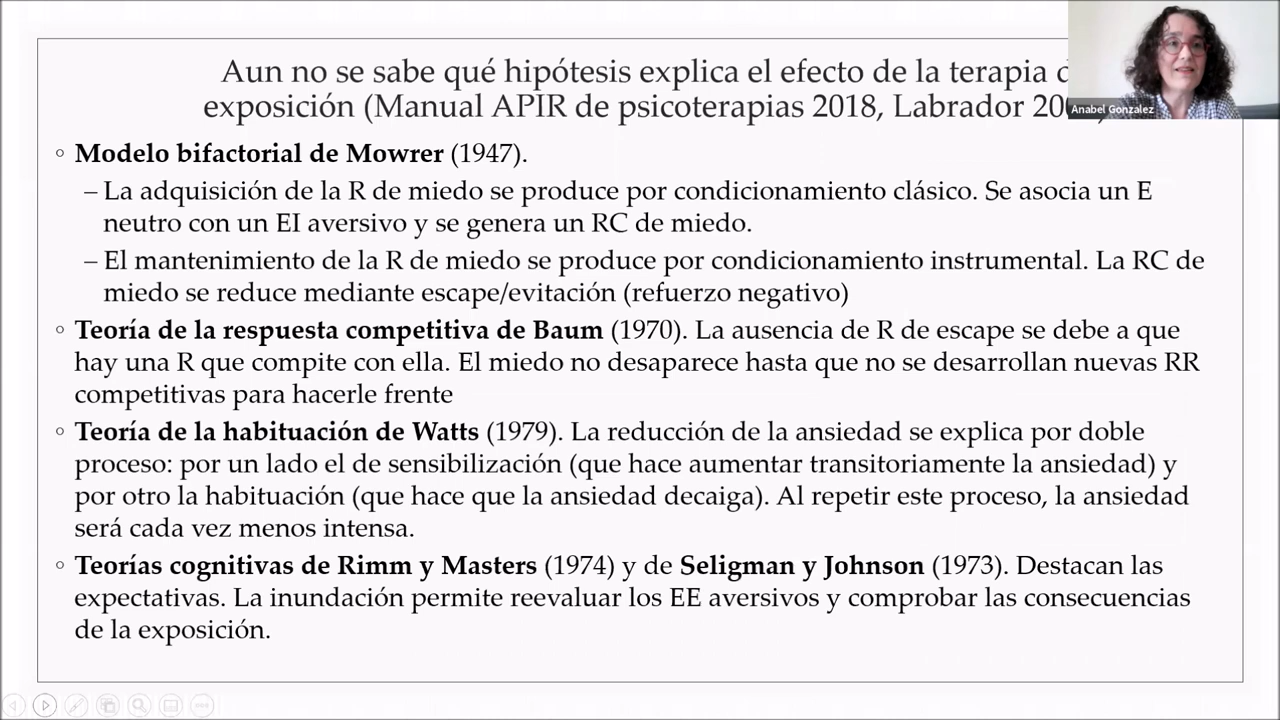 Aun no se sabe qué hipótesis explica el efecto de la terapia
exposición (Manual APIR de psicoterapias 2018, Labrador
Anabel Gonzalez
◦ Modelo bifactorial de Mowrer (1947).
– La adquisición de la R de miedo se produce por condicionamiento clásico. Se asocia un E
neutro con un EI aversivo y se genera un RC de miedo.
– El mantenimiento de la R de miedo se produce por condicionamiento instrumental. La RC de
miedo se reduce mediante escape/evitación (refuerzo negativo)
◦ Teoría de la respuesta competitiva de Baum (1970). La ausencia de R de escape se debe a que
hay una R que compite con ella. El miedo no desaparece hasta que no se desarrollan nuevas RR
competitivas para hacerle frente
◦ Teoría de la habituación de Watts (1979). La reducción de la ansiedad se explica por doble
proceso: por un lado el de sensibilización (que hace aumentar transitoriamente la ansiedad) y
por otro la habituación (que hace que la ansiedad decaiga). Al repetir este proceso, la ansiedad
será cada vez menos intensa.
◦ Teorías cognitivas de Rimm y Masters (1974) y de Seligman y Johnson (1973). Destacan las
expectativas. La inundación permite reevaluar los EE aversivos y comprobar las consecuencias
de la exposición.